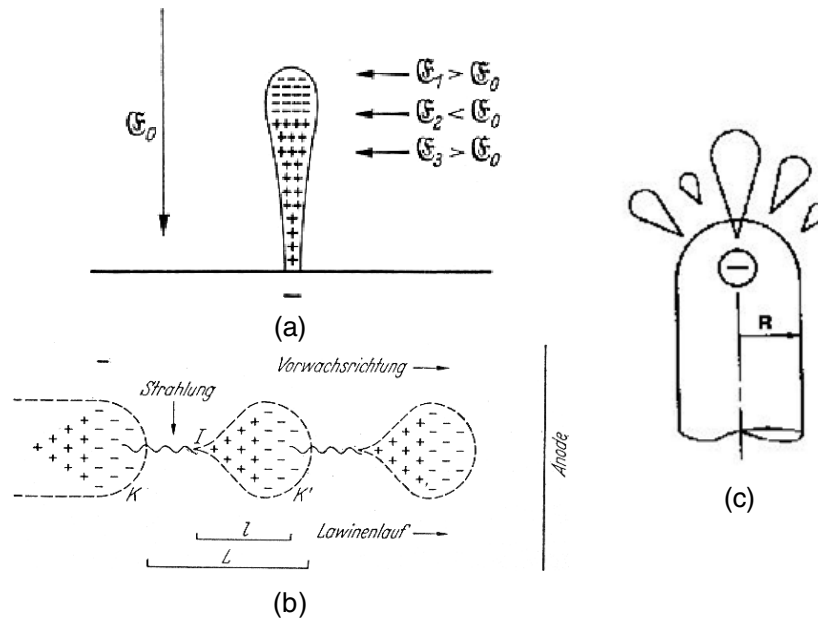 𝔈₀
𝔈₁ > 𝔈₀
𝔈₂ < 𝔈₀
𝔈₃ > 𝔈₀
−
(a)
−
Strahlung
Vorwachsrichtung
I
K
K'
Anode
l
Lawinenlauf
L
(b)
−
R
(c)